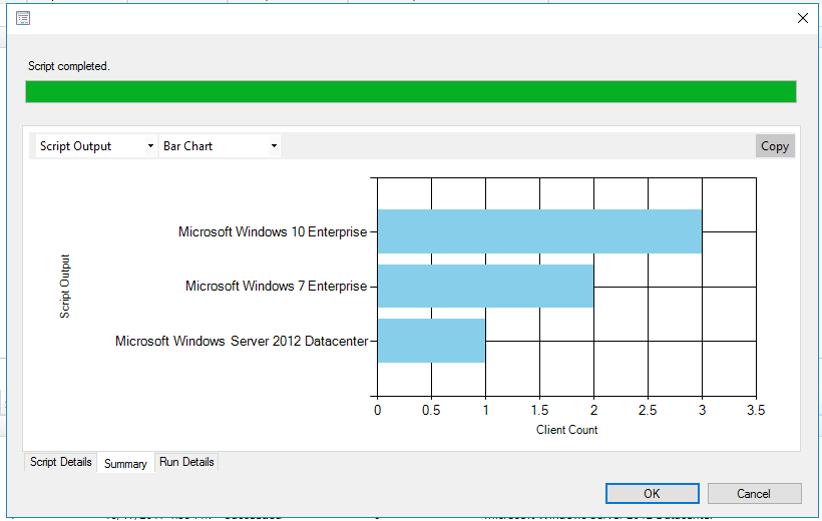 Script completed.
Script Output Bar Chart Copy
Microsoft Windows 10 Enterprise
Microsoft Windows 7 Enterprise
Microsoft Windows Server 2012 Datacenter
Script Output
0 0.5 1 1.5 2 2.5 3 3.5
Client Count
Script Details Summary Run Details
OK Cancel